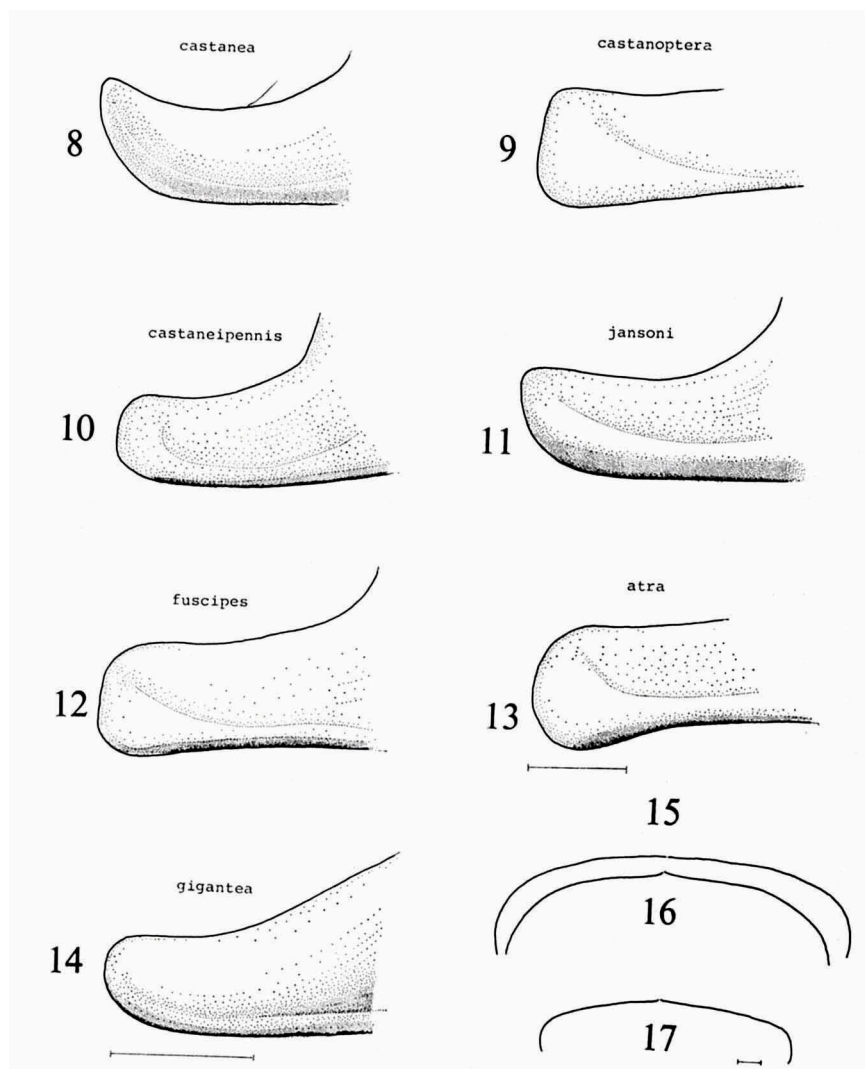 castanea
8
castanoptera
9
castaneipennis
10
jansoni
11
fuscipes
12
atra
13
gigantea
14
15
16
17